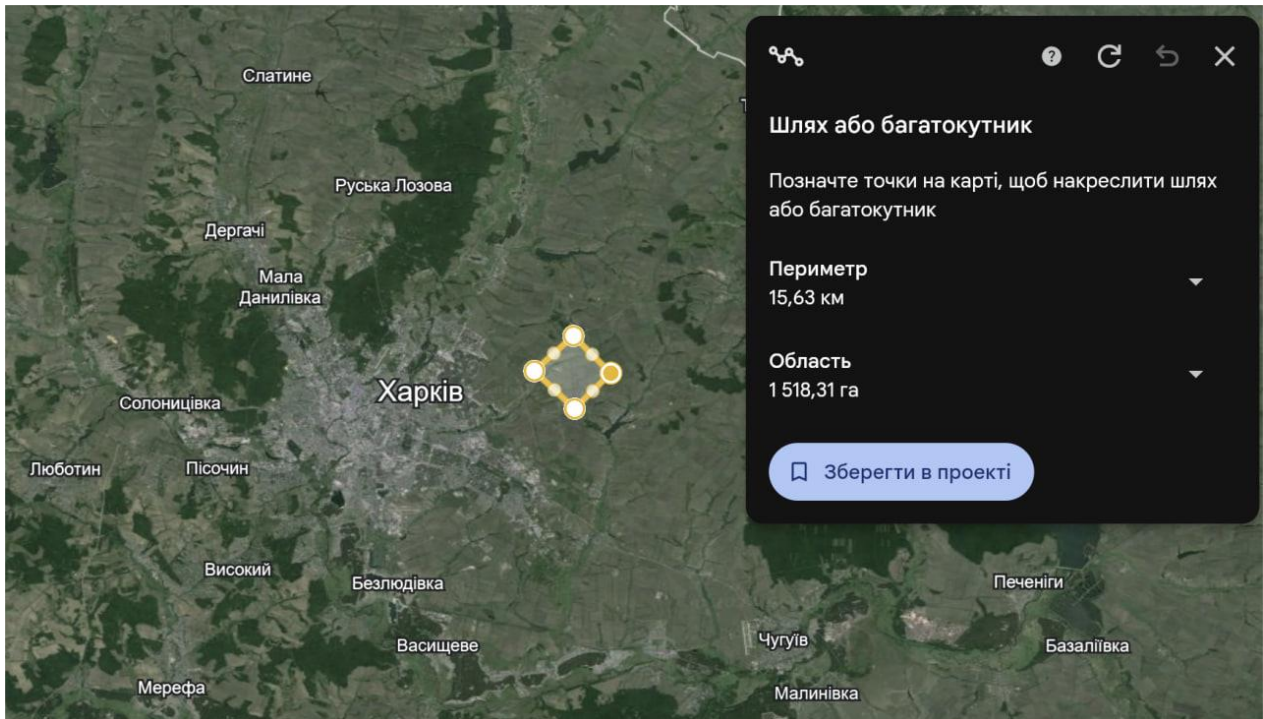 Слатине
Руська Лозова
Дергачі
Мала
Данилівка
Харків
Солоницівка
Люботин
Пісочин
Високий
Безлюдівка
Васищеве
Мерефа
Печеніги
Чугуїв
Базаліївка
Малинівка
Шлях або багатокутник
Позначте точки на карті, щоб накреслити шлях
або багатокутник
Периметр
15,63 км
Область
1 518,31 га
Зберегти в проекті